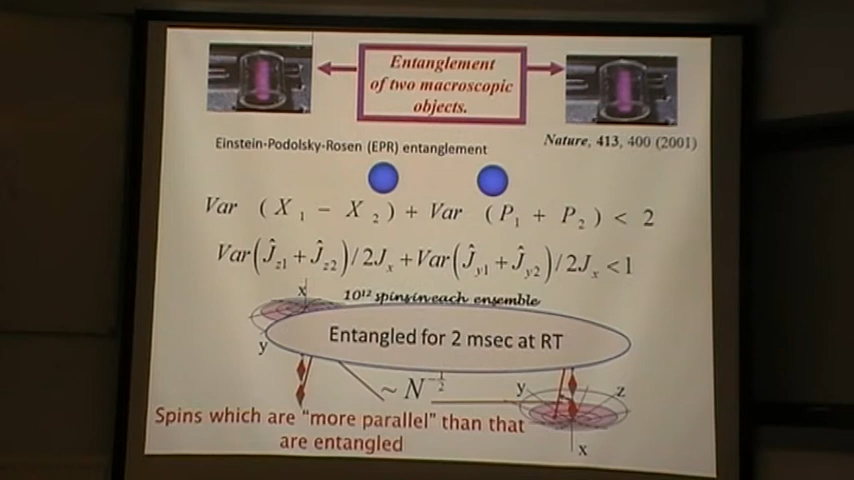 Entanglement
of two macroscopic
objects.
Nature, 413, 400 (2001)
Einstein-Podolsky-Rosen (EPR) entanglement
Var (X₁ − X₂) + Var (P₁ + P₂) < 2
Var(Ĵz1 + Ĵz2)/2Jx + Var(Ĵy1 + Ĵy2)/2Jx < 1
10¹² spins in each ensemble
x
y
Entangled for 2 msec at RT
~ N^-1/2
y
z
x
Spins which are "more parallel" than that
are entangled